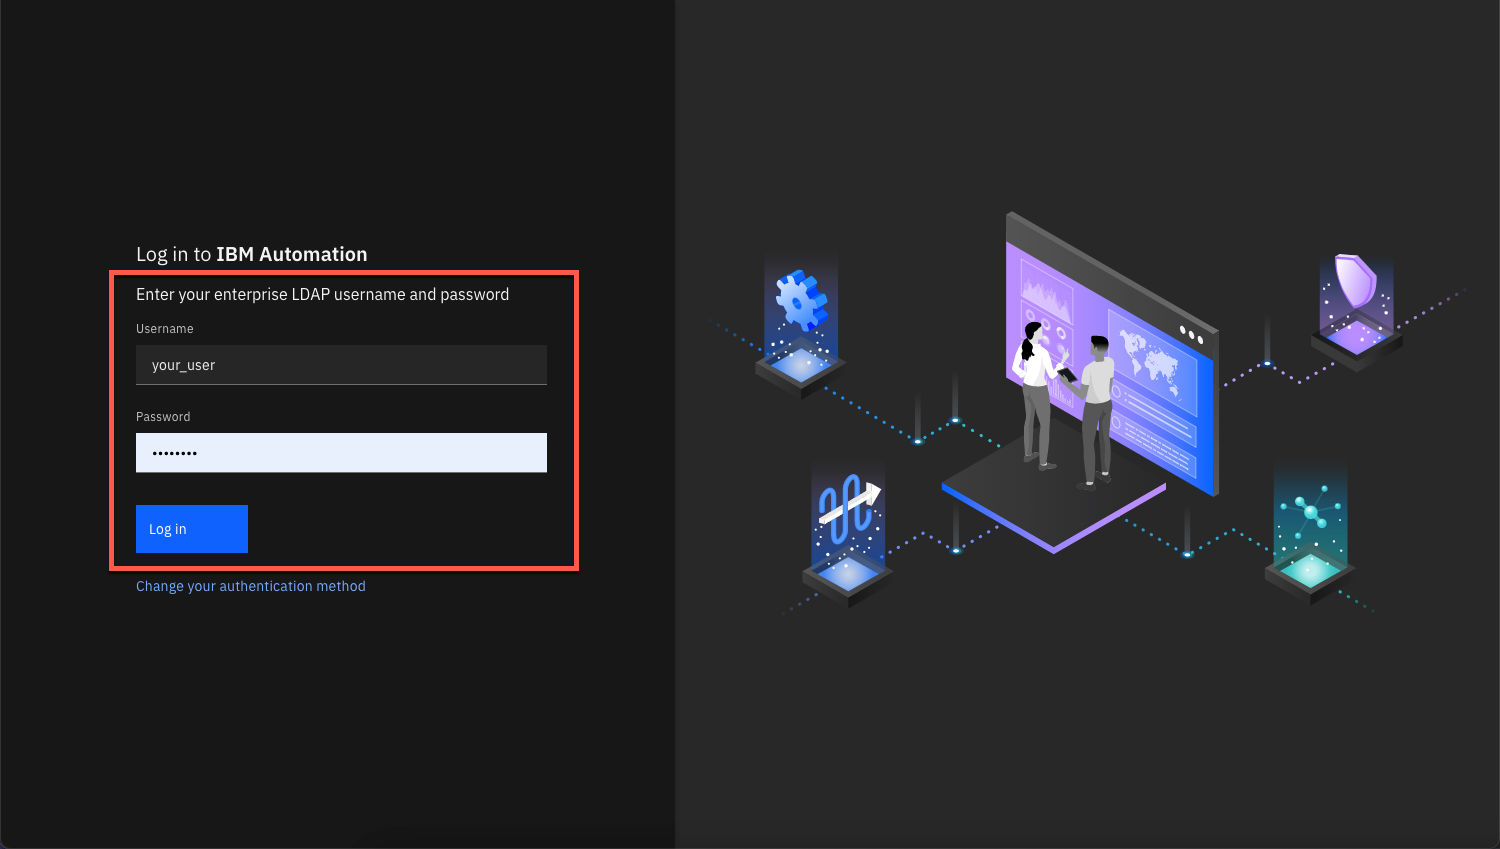 Log in to IBM Automation
Enter your enterprise LDAP username and password
Username
your_user
Password
••••••••
Log in
Change your authentication method